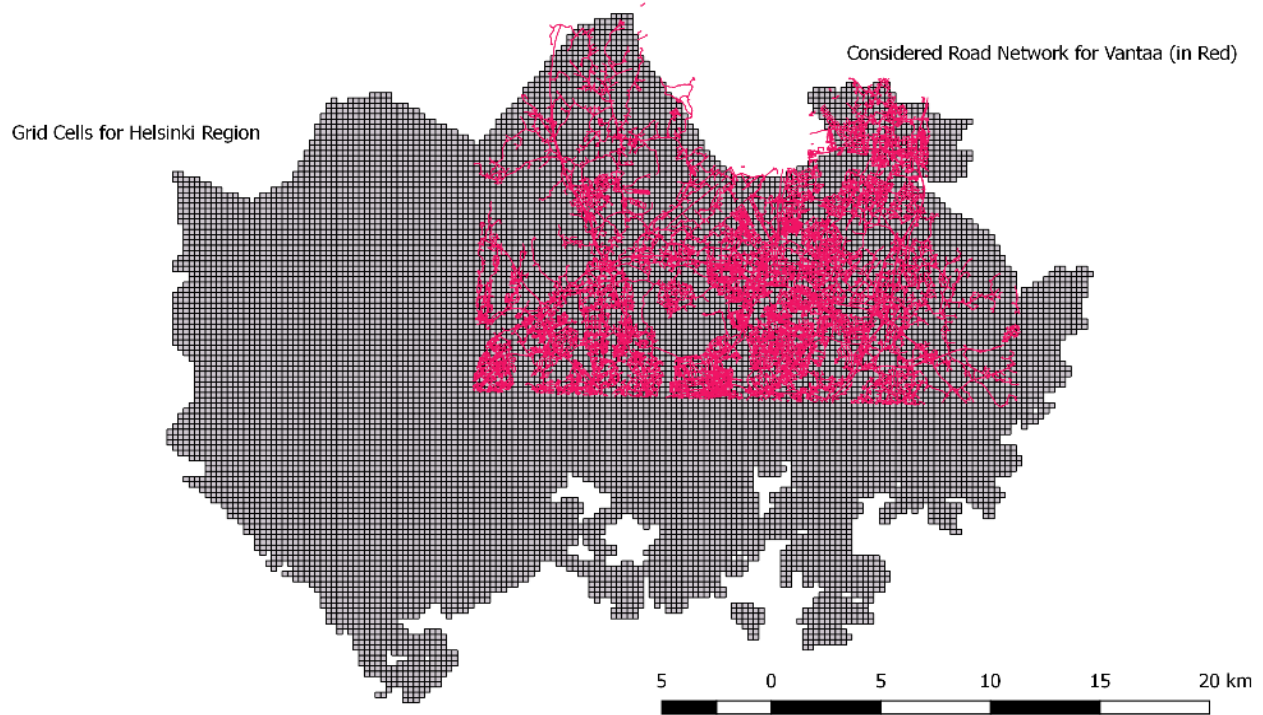 Considered Road Network for Vantaa (in Red)
Grid Cells for Helsinki Region
5 0 5 10 15 20 km